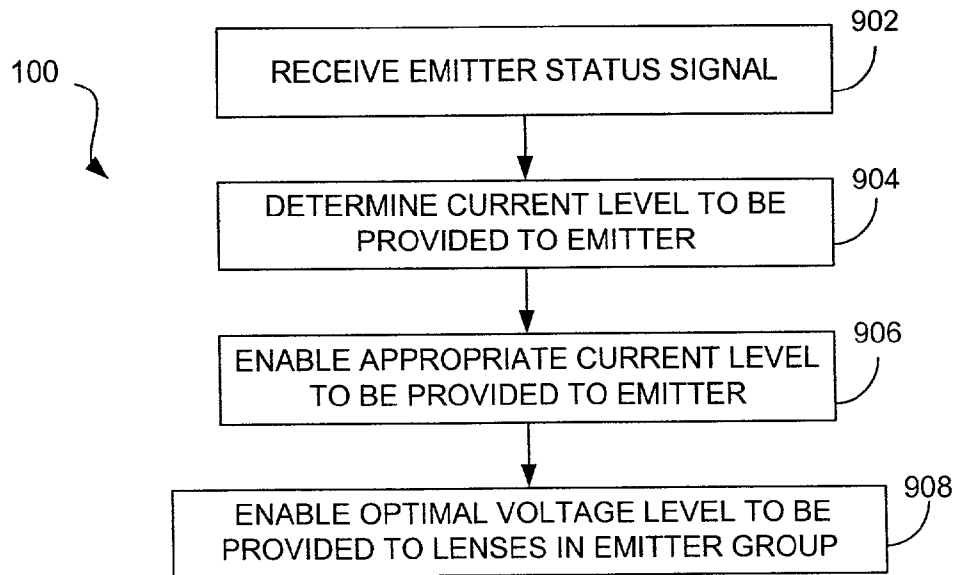 902
100
RECEIVE EMITTER STATUS SIGNAL
904
DETERMINE CURRENT LEVEL TO BE
PROVIDED TO EMITTER
906
ENABLE APPROPRIATE CURRENT LEVEL
TO BE PROVIDED TO EMITTER
908
ENABLE OPTIMAL VOLTAGE LEVEL TO BE
PROVIDED TO LENSES IN EMITTER GROUP